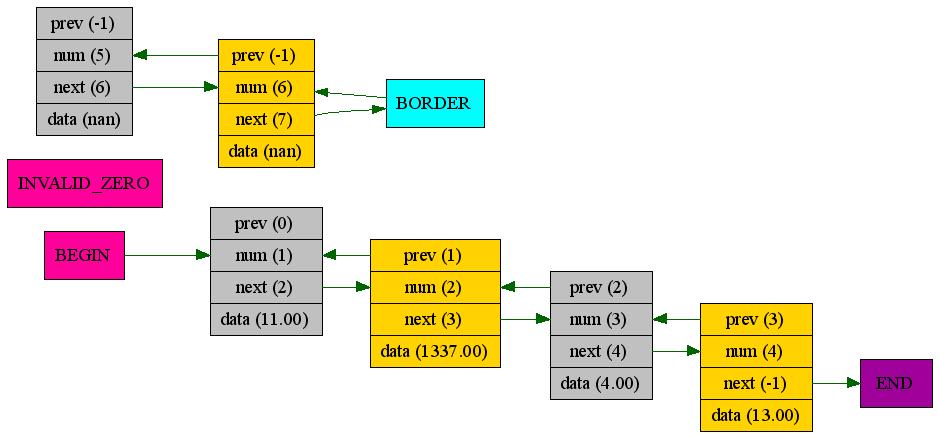 prev (-1)
num (5)
next (6)
data (nan)
prev (-1)
num (6)
next (7)
data (nan)
BORDER
INVALID_ZERO
BEGIN
prev (0)
num (1)
next (2)
data (11.00)
prev (1)
num (2)
next (3)
data (1337.00)
prev (2)
num (3)
next (4)
data (4.00)
prev (3)
num (4)
next (-1)
data (13.00)
END